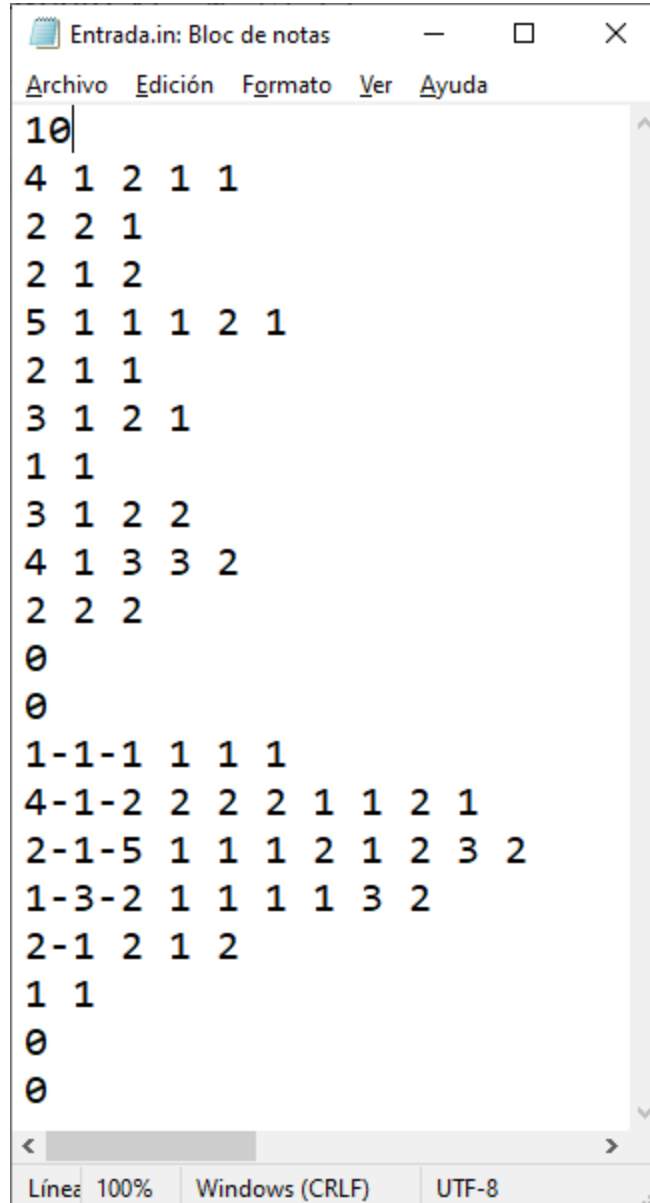 Entrada.in: Bloc de notas
Archivo Edición Formato Ver Ayuda
10
4 1 2 1 1
2 2 1
2 1 2
5 1 1 1 2 1
2 1 1
3 1 2 1
1 1
3 1 2 2
4 1 3 3 2
2 2 2
0
0
1-1-1 1 1 1
4-1-2 2 2 2 1 1 2 1
2-1-5 1 1 1 2 1 2 3 2
1-3-2 1 1 1 1 3 2
2-1 2 1 2
1 1
0
0
Línea 100% Windows (CRLF) UTF-8